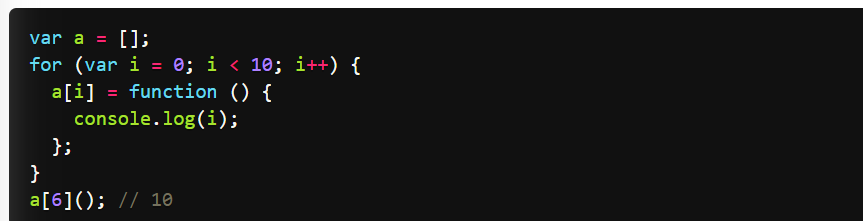 var a = [];
for (var i = 0; i < 10; i++) {
  a[i] = function () {
    console.log(i);
  };
}
a[6](); // 10